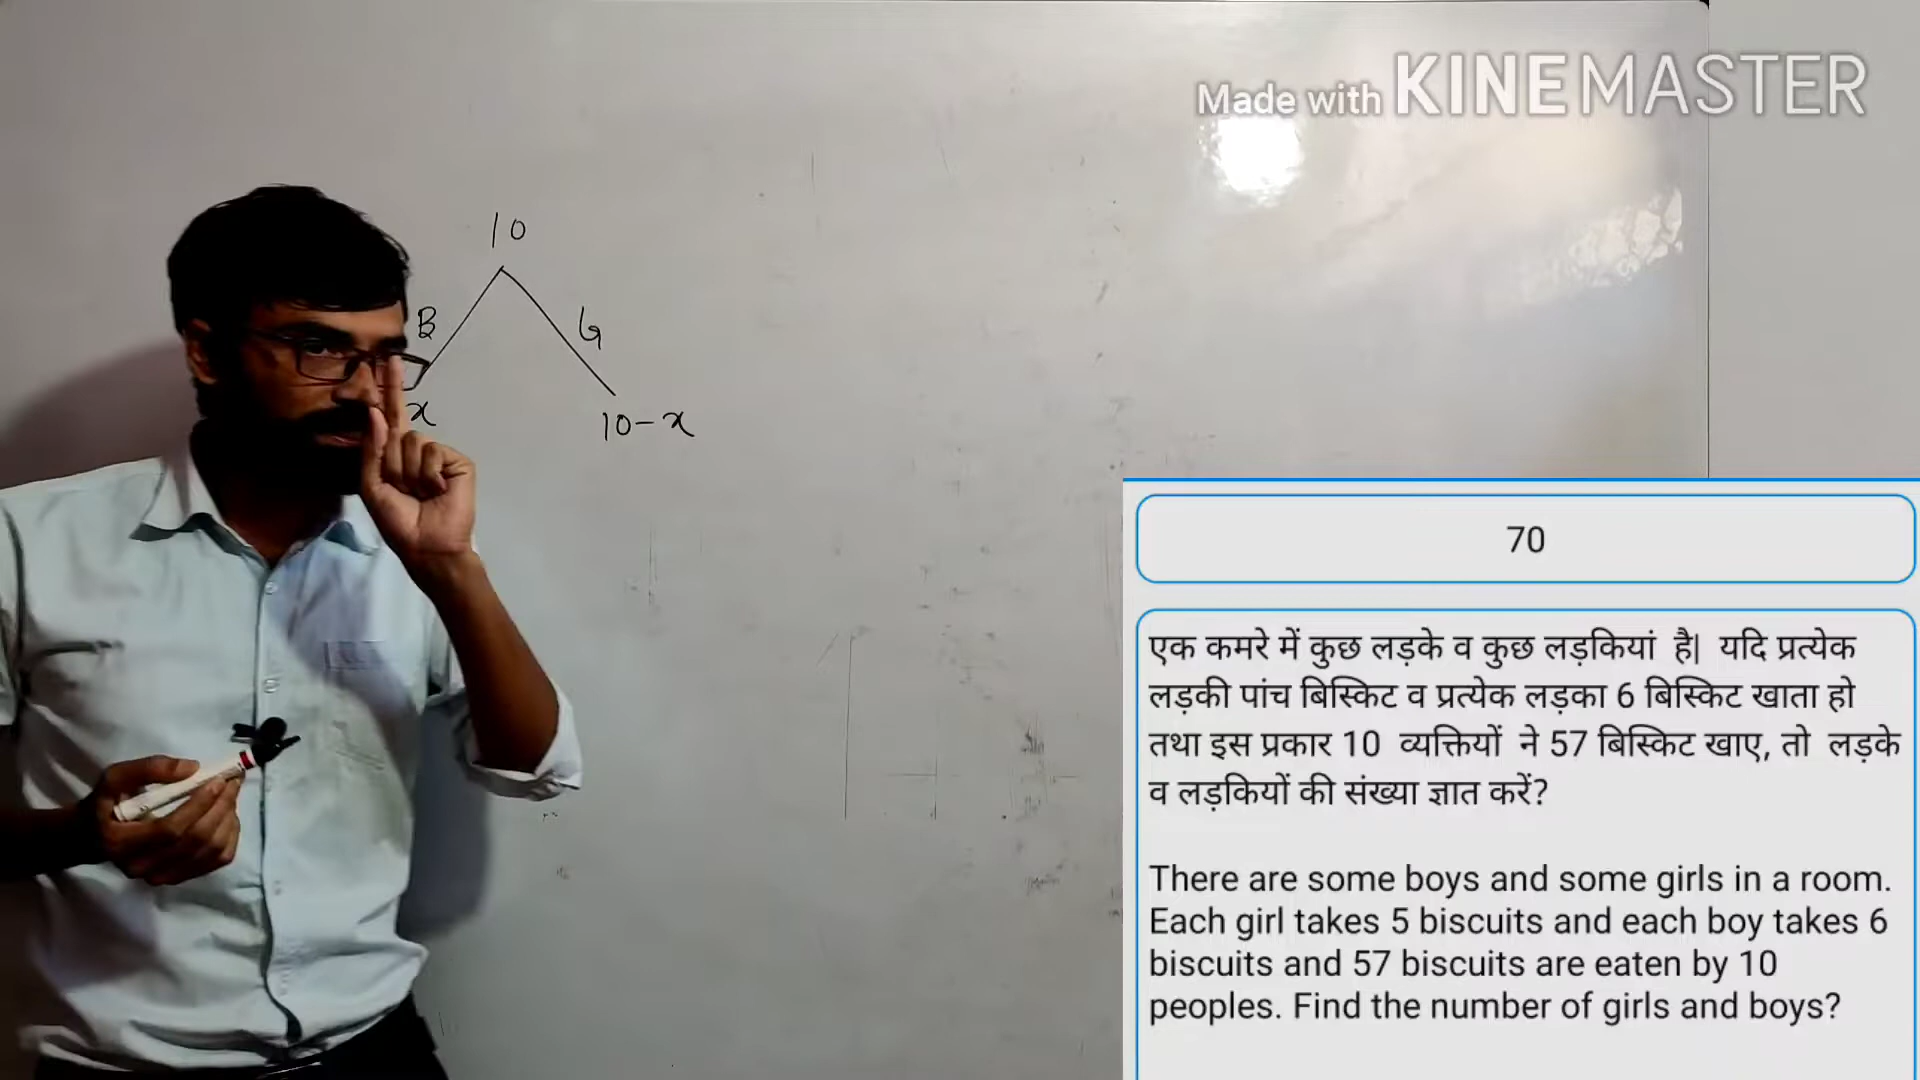 Made with KINEMASTER
10
B
G
x
10-x
70
एक कमरे में कुछ लड़के व कुछ लड़कियां है| यदि प्रत्येक
लड़की पांच बिस्किट व प्रत्येक लड़का 6 बिस्किट खाता हो
तथा इस प्रकार 10 व्यक्तियों ने 57 बिस्किट खाए, तो लड़के
व लड़कियों की संख्या ज्ञात करें?
There are some boys and some girls in a room.
Each girl takes 5 biscuits and each boy takes 6
biscuits and 57 biscuits are eaten by 10
peoples. Find the number of girls and boys?